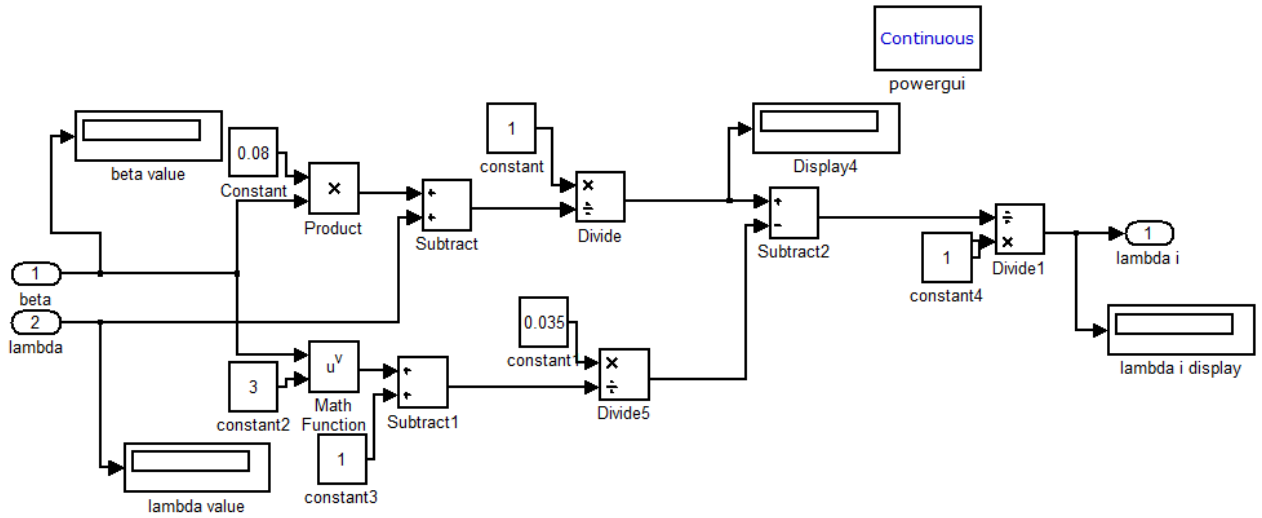 Continuous
powergui
beta value
0.08
Constant
×
Product
+
+
Subtract
1
constant
×
÷
Divide
Display4
+
−
Subtract2
÷
×
Divide1
1
constant4
1
lambda i
lambda i display
1
beta
2
lambda
u^v
Math
Function
3
constant2
+
+
Subtract1
1
constant3
0.035
constant1
×
÷
Divide5
lambda value